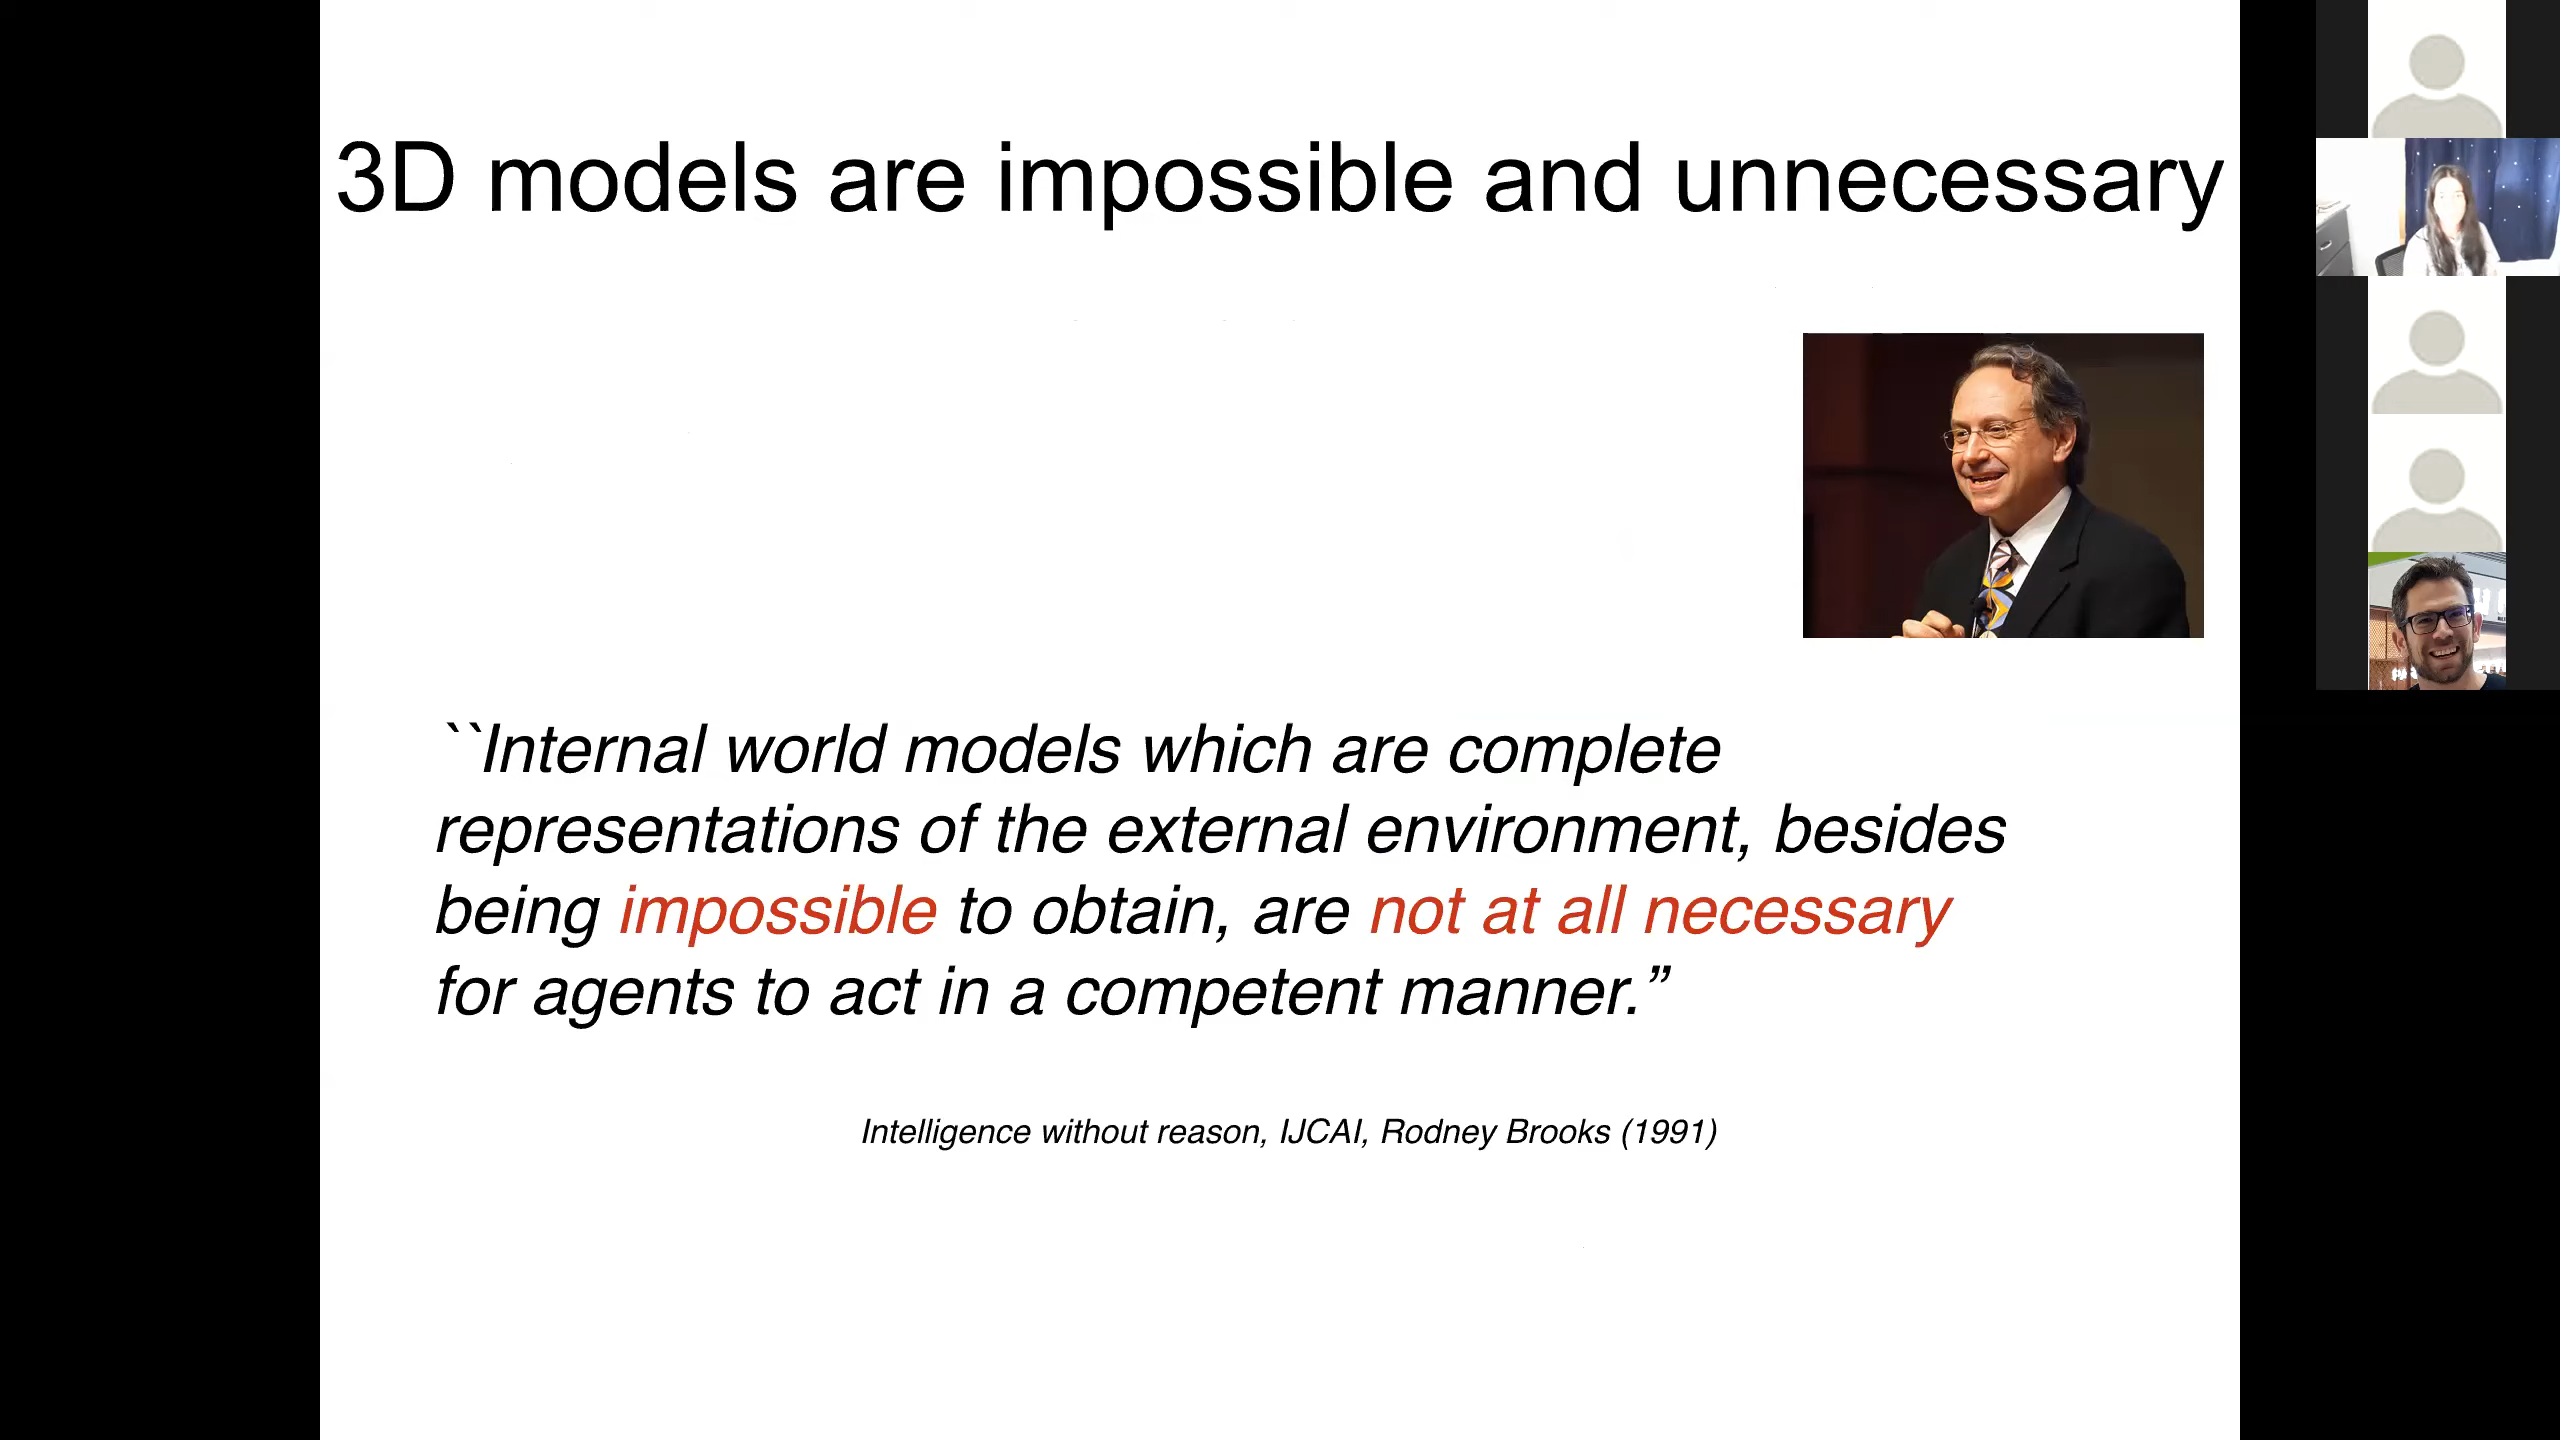 3D models are impossible and unnecessary
``Internal world models which are complete
representations of the external environment, besides
being impossible to obtain, are not at all necessary
for agents to act in a competent manner.”
Intelligence without reason, IJCAI, Rodney Brooks (1991)